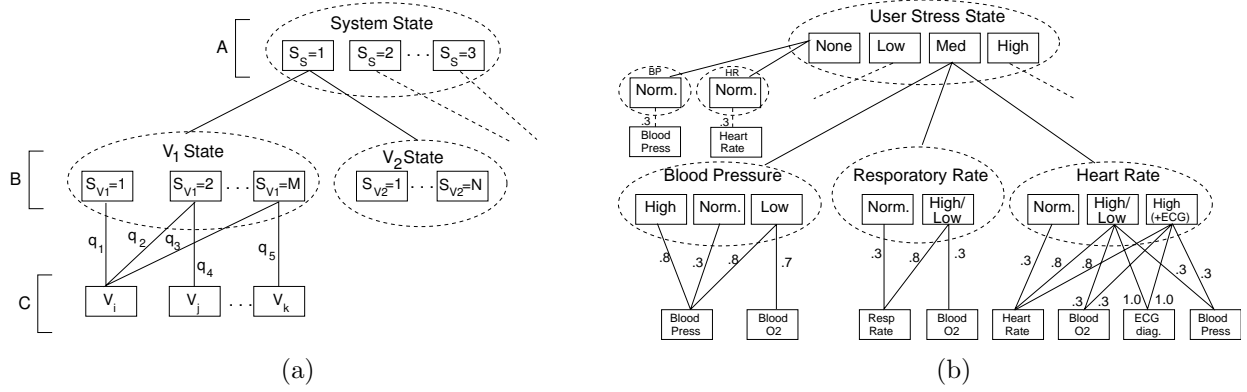 System State
A
S_S=1 S_S=2 . . . S_S=3
V_1 State
V_2 State
B
S_V1=1 S_V1=2 . . . S_V1=M
S_V2=1 . . . S_V2=N
q_1 q_2 q_3 q_4 q_5
C
V_i V_j . . . V_k
(a)
User Stress State
None Low Med High
BP HR
Norm. Norm.
.3 .3
Blood Press
Heart Rate
Blood Pressure Resporatory Rate Heart Rate
High Norm. Low
Norm. High/ Low
Norm. High/ Low High (+ECG)
.8 .3 .8 .7
.3 .8 .3
.3 .8 .8 .3 .3
.3 .3 1.0 1.0
Blood Press
Blood O2
Resp Rate
Blood O2
Heart Rate
Blood O2
ECG diag.
Blood Press
(b)